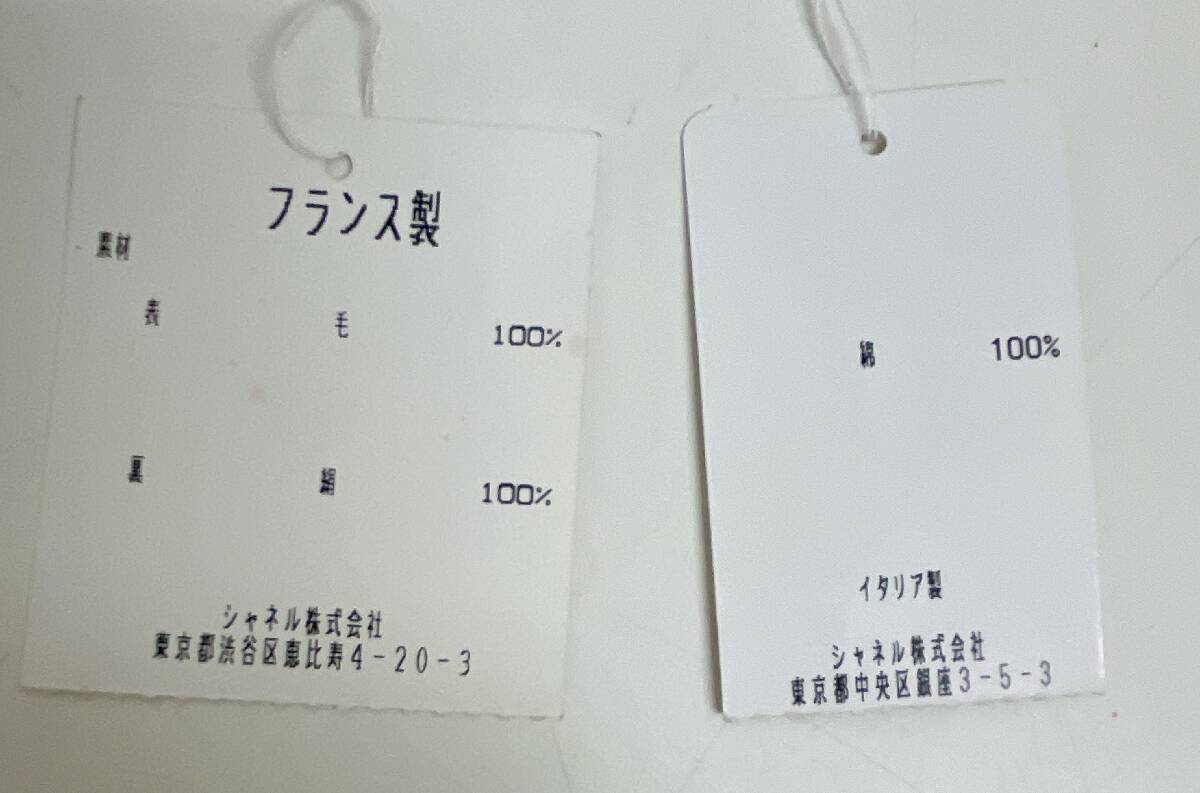 フランス製
素材
表 毛 100%
裏 絹 100%
シャネル株式会社
東京都渋谷区恵比寿4-20-3
綿 100%
イタリア製
シャネル株式会社
東京都中央区銀座3-5-3